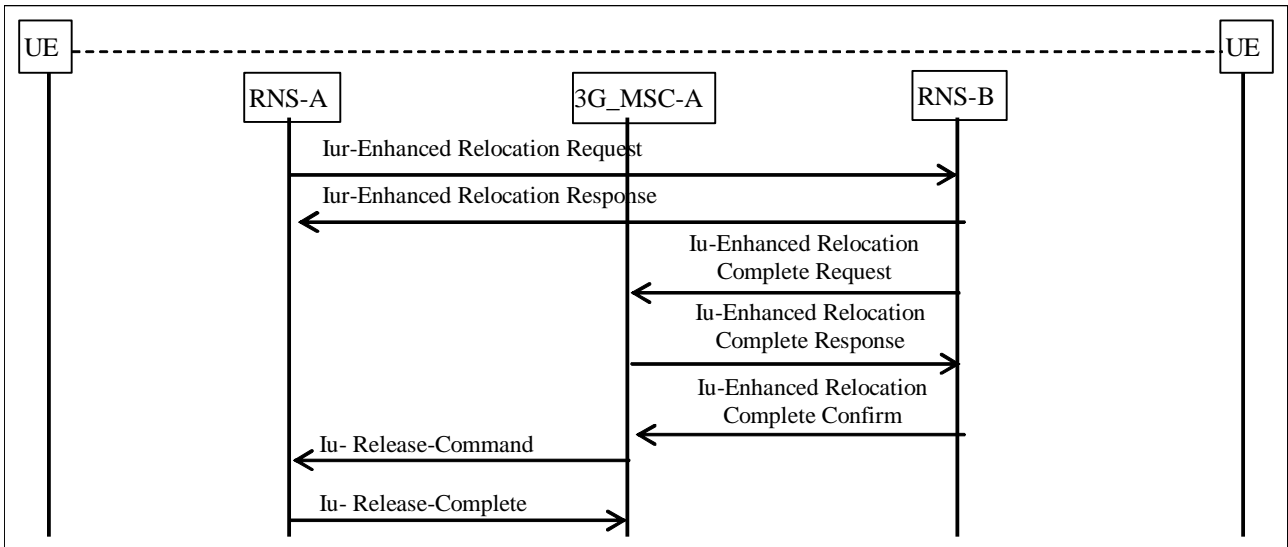 UE
UE
RNS-A
3G_MSC-A
RNS-B
Iur-Enhanced Relocation Request
Iur-Enhanced Relocation Response
Iu-Enhanced Relocation
Complete Request
Iu-Enhanced Relocation
Complete Response
Iu-Enhanced Relocation
Complete Confirm
Iu- Release-Command
Iu- Release-Complete